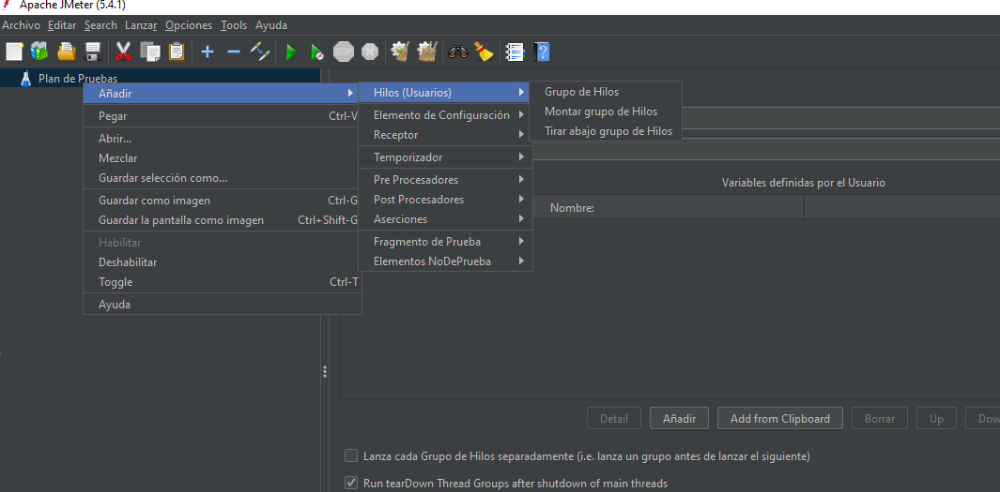 Apache JMeter (5.4.1)
Archivo Editar Search Lanzar Opciones Tools Ayuda
Plan de Pruebas
Añadir
Pegar Ctrl-V
Abrir...
Mezclar
Guardar selección como...
Guardar como imagen Ctrl-G
Guardar la pantalla como imagen Ctrl+Shift-G
Habilitar
Deshabilitar
Toggle Ctrl-T
Ayuda
Hilos (Usuarios)
Elemento de Configuración
Receptor
Temporizador
Pre Procesadores
Post Procesadores
Aserciones
Fragmento de Prueba
Elementos NoDePrueba
Grupo de Hilos
Montar grupo de Hilos
Tirar abajo grupo de Hilos
Variables definidas por el Usuario
Nombre:
Detail Añadir Add from Clipboard Borrar Up Dow
Lanza cada Grupo de Hilos separadamente (i.e. lanza un grupo antes de lanzar el siguiente)
Run tearDown Thread Groups after shutdown of main threads